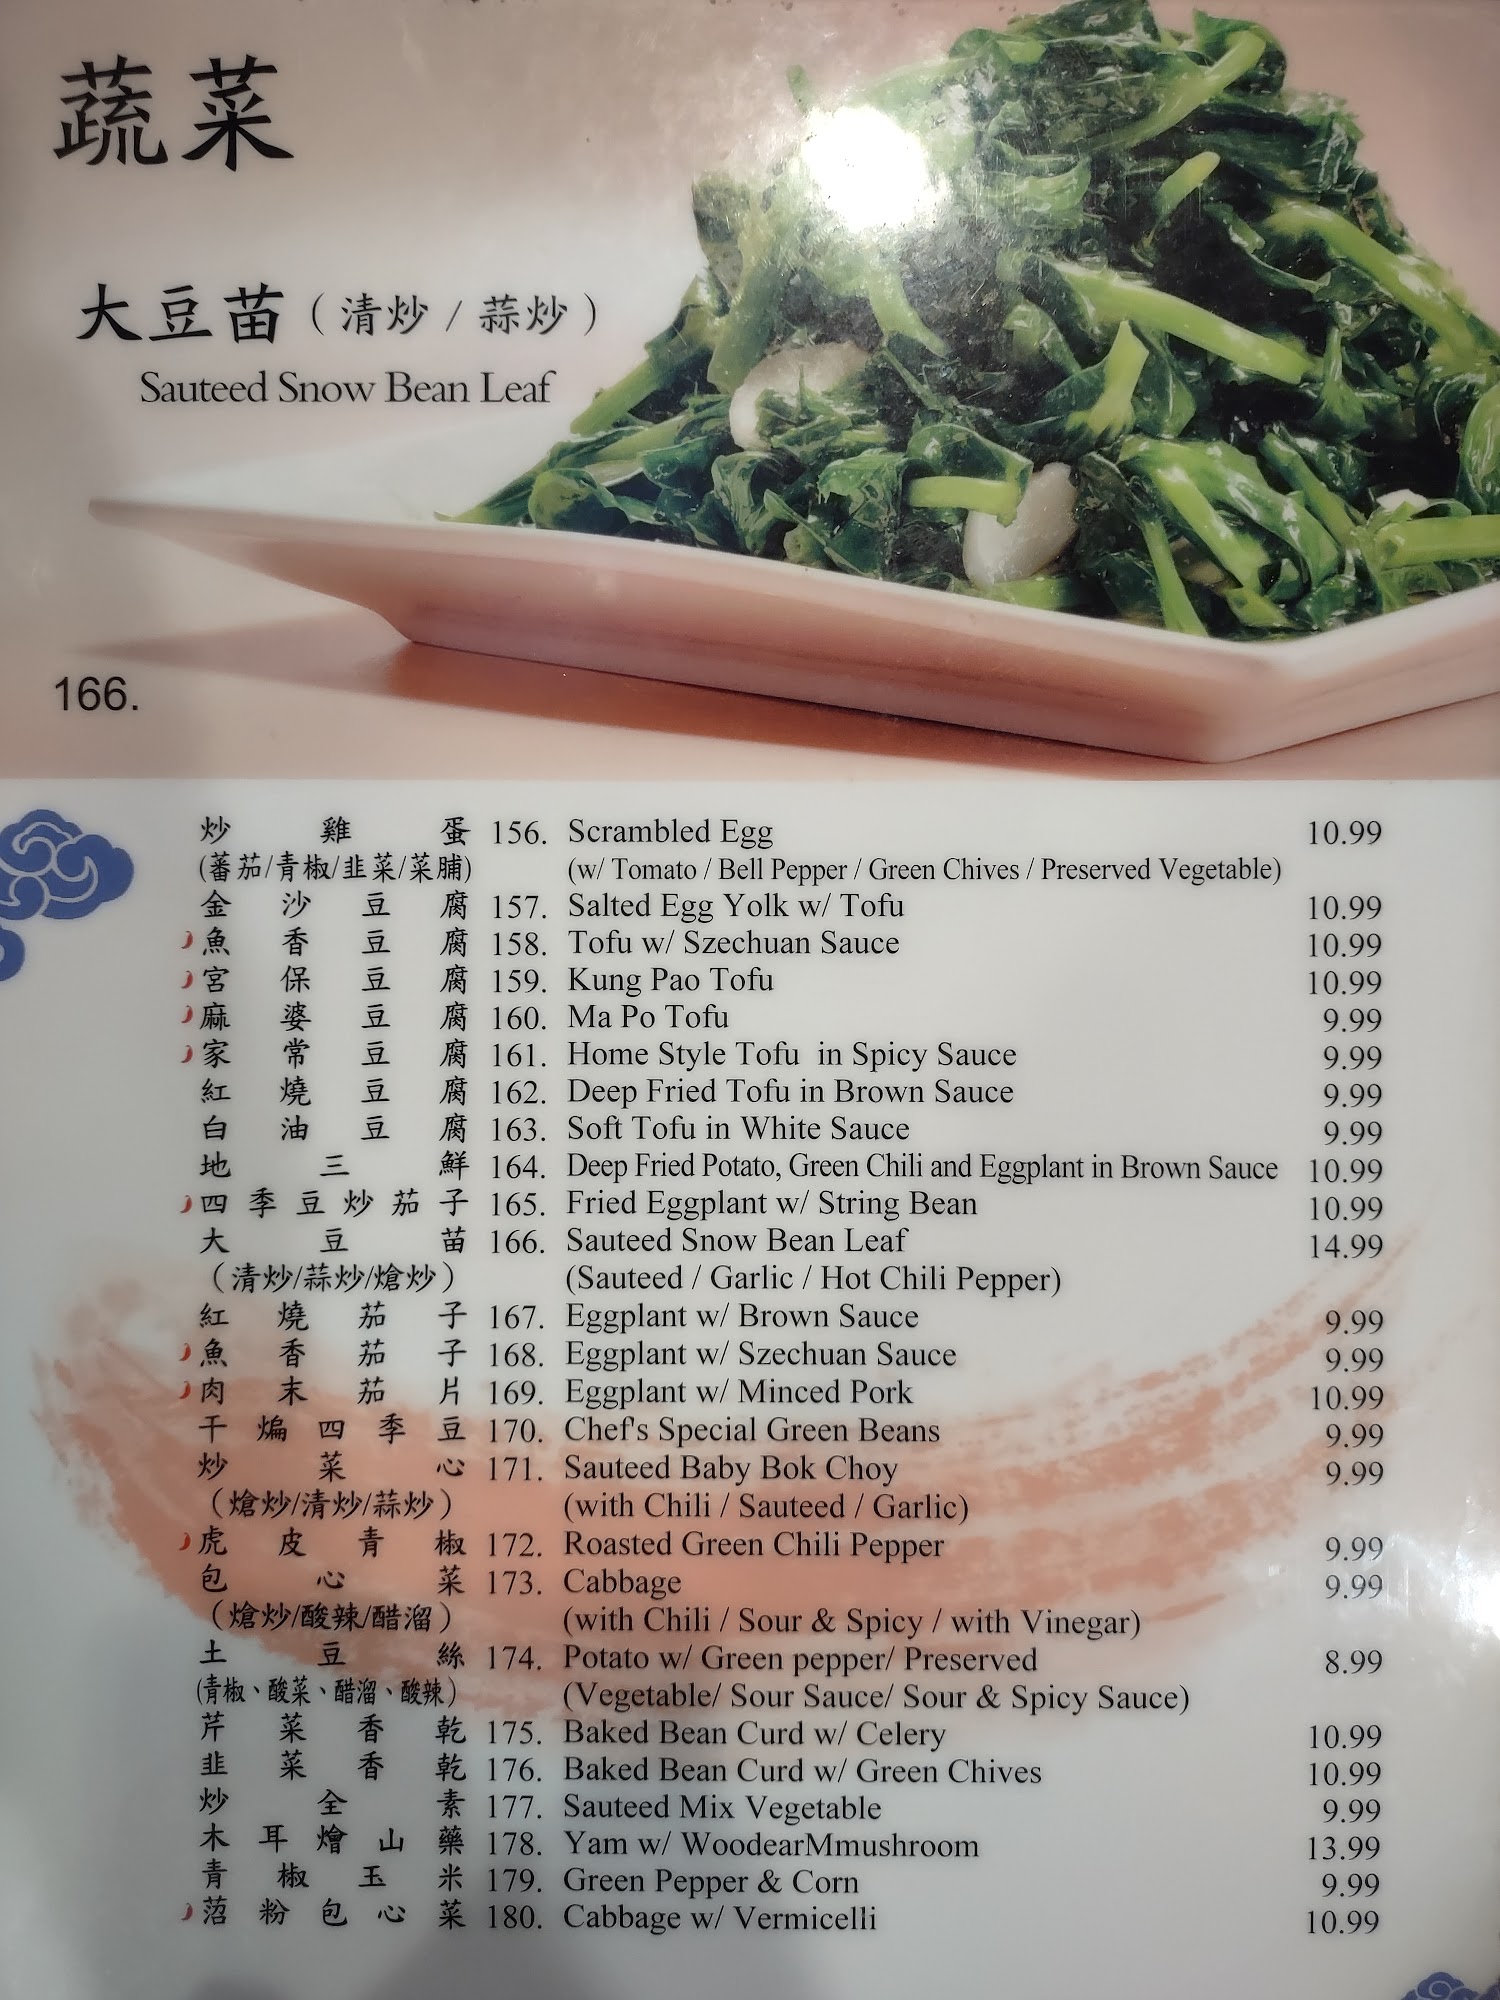 蔬菜
大豆苗（清炒/蒜炒）
Sauteed Snow Bean Leaf
166.
炒雞蛋 156. Scrambled Egg 10.99
(蕃茄/青椒/韭菜/菜脯) (w/ Tomato / Bell Pepper / Green Chives / Preserved Vegetable)
金沙豆腐 157. Salted Egg Yolk w/ Tofu 10.99
魚香豆腐 158. Tofu w/ Szechuan Sauce 10.99
宮保豆腐 159. Kung Pao Tofu 10.99
麻婆豆腐 160. Ma Po Tofu 9.99
家常豆腐 161. Home Style Tofu in Spicy Sauce 9.99
紅燒豆腐 162. Deep Fried Tofu in Brown Sauce 9.99
白油豆腐 163. Soft Tofu in White Sauce 9.99
地三鮮 164. Deep Fried Potato, Green Chili and Eggplant in Brown Sauce 10.99
四季豆炒茄子 165. Fried Eggplant w/ String Bean 10.99
大豆苗 166. Sauteed Snow Bean Leaf 14.99
（清炒/蒜炒/熗炒） (Sauteed / Garlic / Hot Chili Pepper)
紅燒茄子 167. Eggplant w/ Brown Sauce 9.99
魚香茄子 168. Eggplant w/ Szechuan Sauce 9.99
肉末茄片 169. Eggplant w/ Minced Pork 10.99
干煸四季豆 170. Chef's Special Green Beans 9.99
炒菜心 171. Sauteed Baby Bok Choy 9.99
（熗炒/清炒/蒜炒） (with Chili / Sauteed / Garlic)
虎皮青椒 172. Roasted Green Chili Pepper 9.99
包心菜 173. Cabbage 9.99
（熗炒/酸辣/醋溜） (with Chili / Sour & Spicy / with Vinegar)
土豆絲 174. Potato w/ Green pepper/ Preserved 8.99
(青椒、酸菜、醋溜、酸辣） (Vegetable/ Sour Sauce/ Sour & Spicy Sauce)
芹菜香乾 175. Baked Bean Curd w/ Celery 10.99
韭菜香乾 176. Baked Bean Curd w/ Green Chives 10.99
炒全素 177. Sauteed Mix Vegetable 9.99
木耳燴山藥 178. Yam w/ WoodearMmushroom 13.99
青椒玉米 179. Green Pepper & Corn 9.99
菬粉包心菜 180. Cabbage w/ Vermicelli 10.99